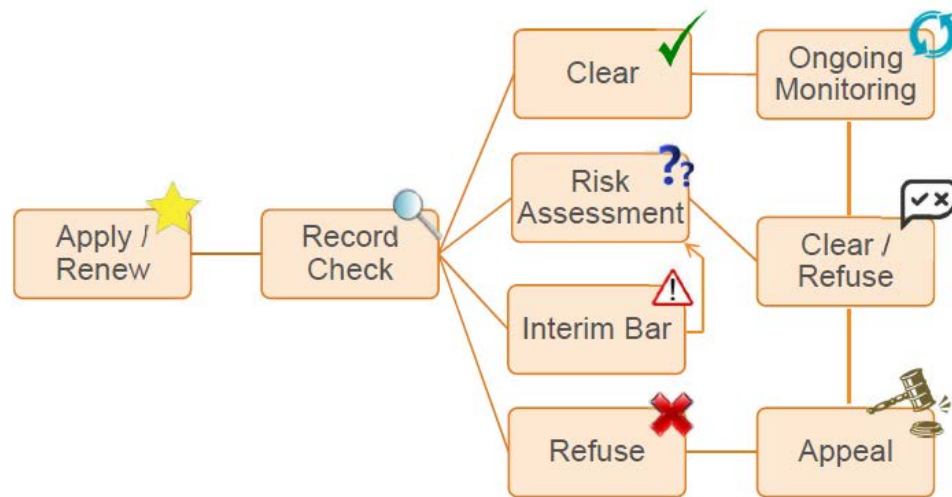 Apply /
Renew
Record
Check
Clear
Risk
Assessment
Interim Bar
Refuse
Ongoing
Monitoring
Clear /
Refuse
Appeal
??
!